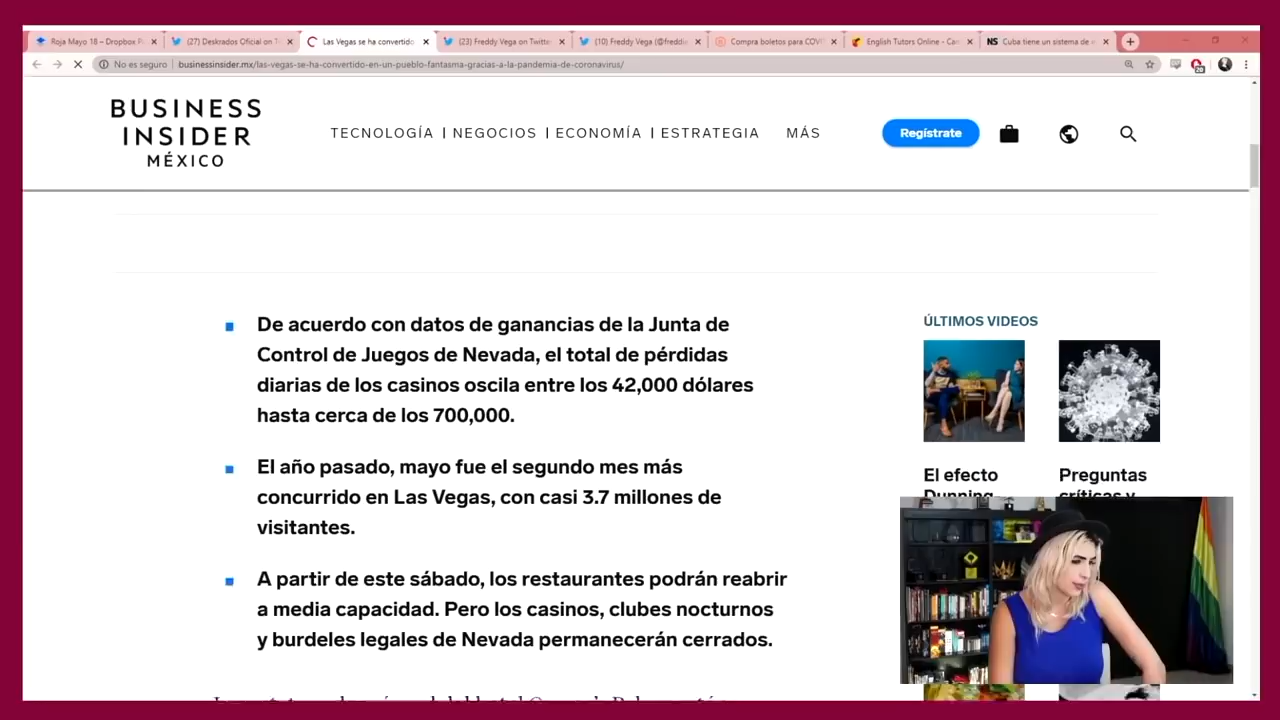 Roja Mayo 18 – Dropbox P
(27) Deskrados Oficial on T
Las Vegas se ha convertido
(23) Freddy Vega on Twitte
(10) Freddy Vega (@freddi
Compra boletos para COVI
English Tutors Online - Ca
NS Cuba tiene un sistema de
No es seguro | businessinsider.mx/las-vegas-se-ha-convertido-en-un-pueblo-fantasma-gracias-a-la-pandemia-de-coronavirus/
BUSINESS
INSIDER
MÉXICO
TECNOLOGÍA | NEGOCIOS | ECONOMÍA | ESTRATEGIA MÁS
Regístrate
De acuerdo con datos de ganancias de la Junta de
Control de Juegos de Nevada, el total de pérdidas
diarias de los casinos oscila entre los 42,000 dólares
hasta cerca de los 700,000.
El año pasado, mayo fue el segundo mes más
concurrido en Las Vegas, con casi 3.7 millones de
visitantes.
A partir de este sábado, los restaurantes podrán reabrir
a media capacidad. Pero los casinos, clubes nocturnos
y burdeles legales de Nevada permanecerán cerrados.
ÚLTIMOS VIDEOS
El efecto
Dunning
Preguntas
críticas y